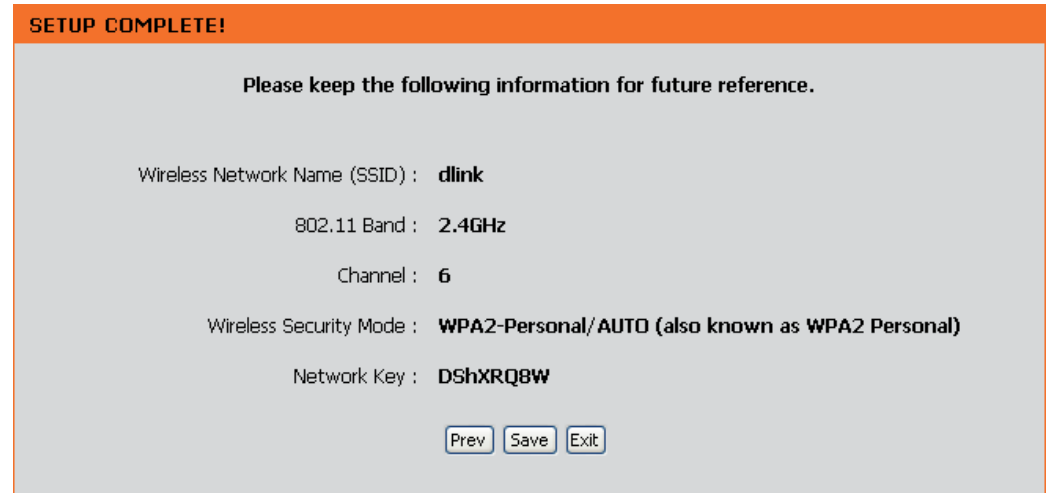 SETUP COMPLETE!
Please keep the following information for future reference.
Wireless Network Name (SSID) : dlink
802.11 Band : 2.4GHz
Channel : 6
Wireless Security Mode : WPA2-Personal/AUTO (also known as WPA2 Personal)
Network Key : DShXRQ8W
Prev Save Exit